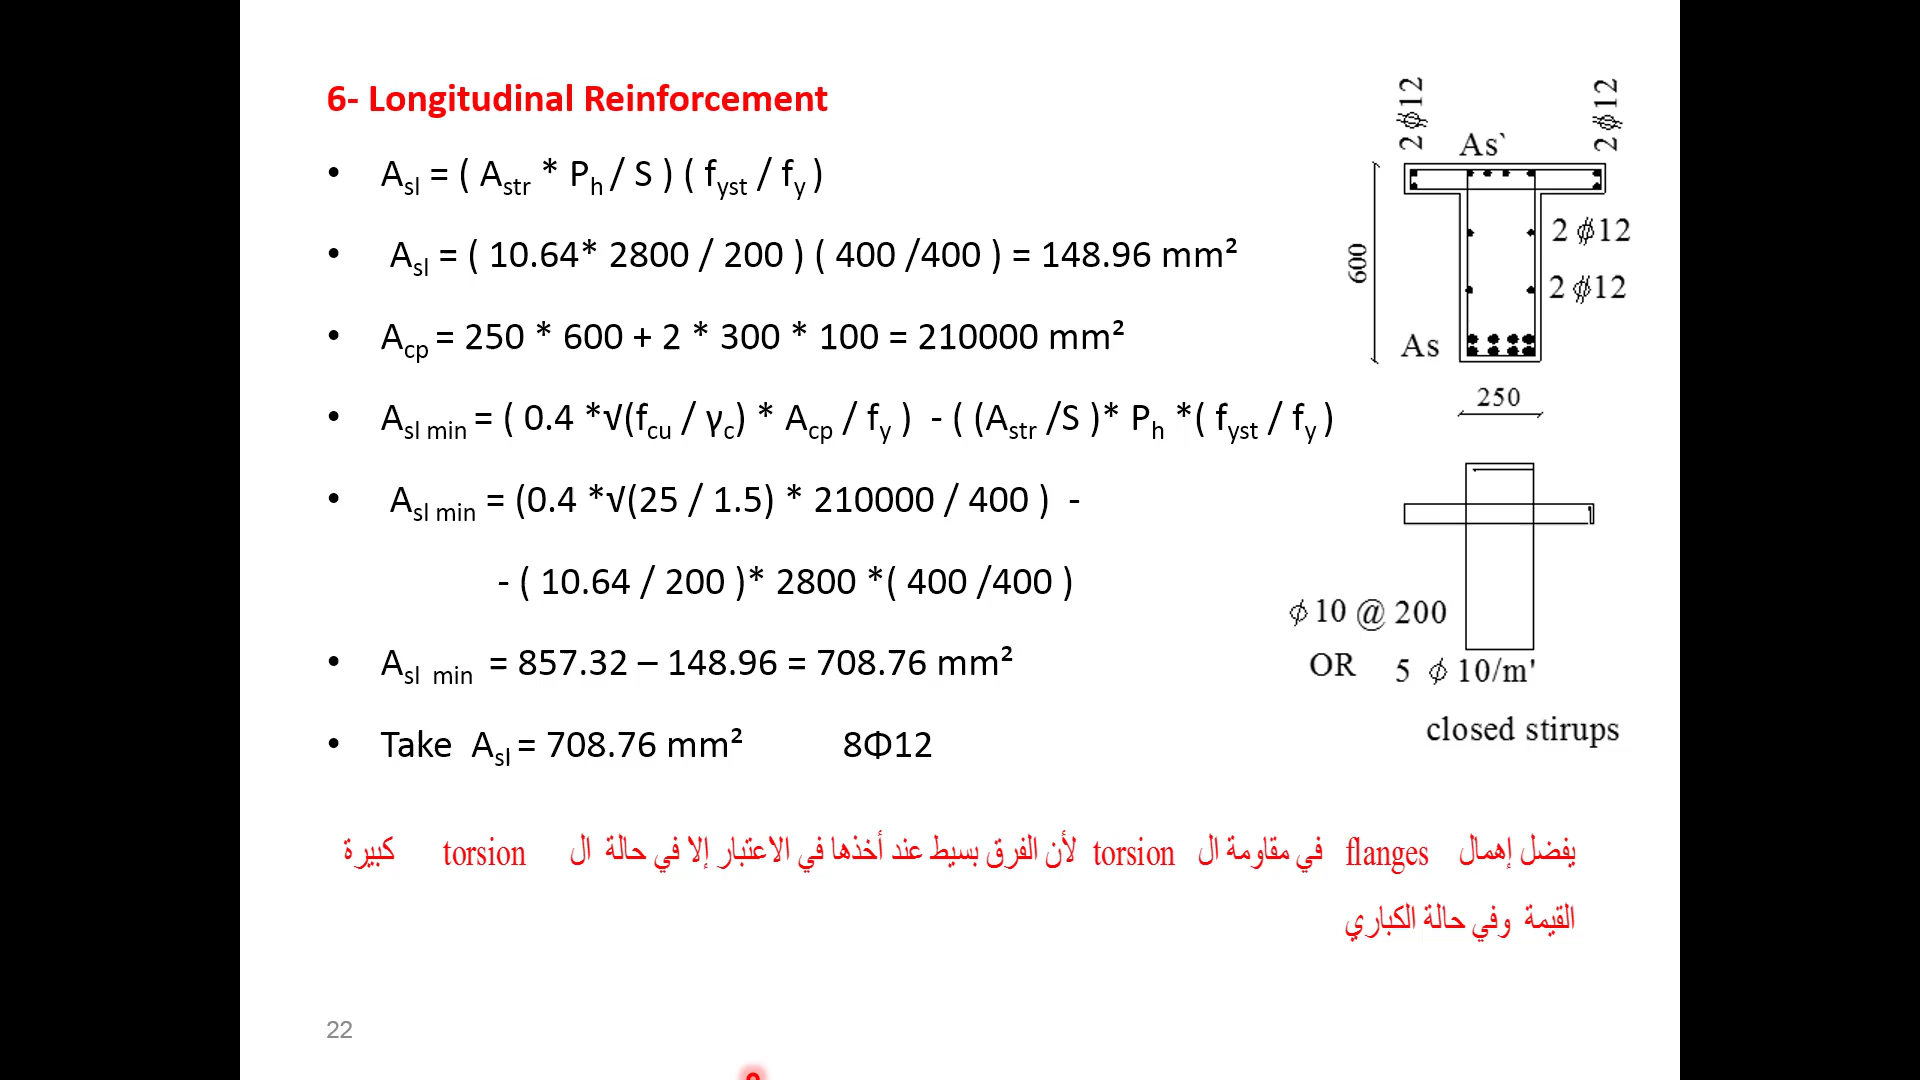 6- Longitudinal Reinforcement
• Asl = ( Astr * Ph / S ) ( fyst / fy )
• Asl = ( 10.64* 2800 / 200 ) ( 400 /400 ) = 148.96 mm²
• Acp = 250 * 600 + 2 * 300 * 100 = 210000 mm²
• Asl min = ( 0.4 *√(fcu / γc) * Acp / fy ) - ( (Astr /S )* Ph *( fyst / fy )
• Asl min = (0.4 *√(25 / 1.5) * 210000 / 400 ) -
- ( 10.64 / 200 )* 2800 *( 400 /400 )
• Asl min = 857.32 – 148.96 = 708.76 mm²
• Take Asl = 708.76 mm² 8Φ12
2ϕ12
2ϕ12
As`
2 ϕ12
2 ϕ12
600
As
250
ϕ 10 @ 200
OR 5 ϕ 10/m'
closed stirups
يفضل إهمال flanges في مقاومة ال torsion لأن الفرق بسيط عند أخذها في الاعتبار إلا في حالة ال torsion كبيرة
القيمة وفي حالة الكباري
22